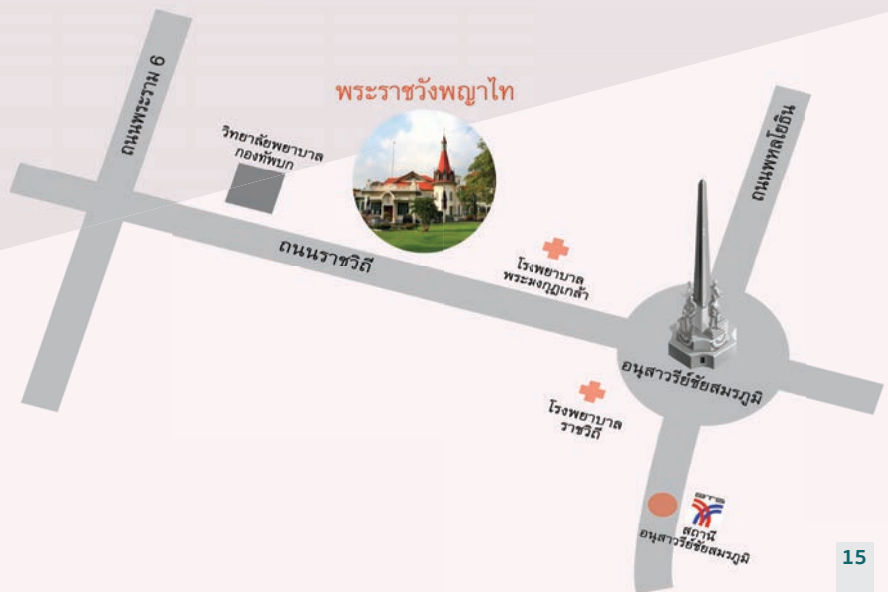 พระราชวังพญาไท
ถนนพระราม 6
วิทยาลัยพยาบาล
กองทัพบก
ถนนพหลโยธิน
ถนนราชวิถี
โรงพยาบาล
พระมงกุฎเกล้า
อนุสาวรีย์ชัยสมรภูมิ
โรงพยาบาล
ราชวิถี
BTS
สถานี
อนุสาวรีย์ชัยสมรภูมิ
15